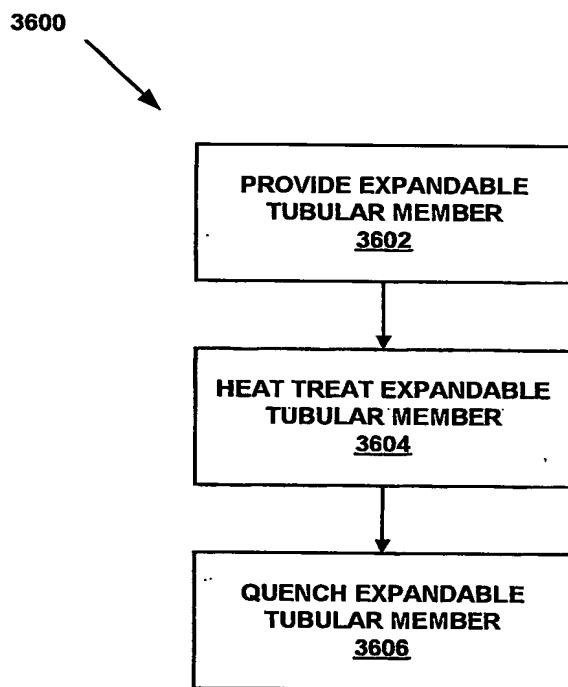 3600
PROVIDE EXPANDABLE
TUBULAR MEMBER
3602
HEAT TREAT EXPANDABLE
TUBULAR MEMBER
3604
QUENCH EXPANDABLE
TUBULAR MEMBER
3606